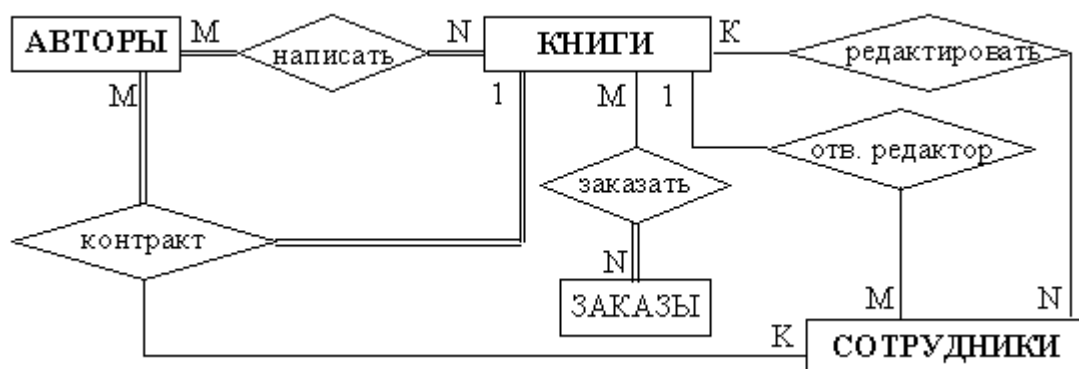 АВТОРЫ M написать N КНИГИ K редактировать
M 1 M 1
отв. редактор
заказать
контракт
N
ЗАКАЗЫ M N
K СОТРУДНИКИ